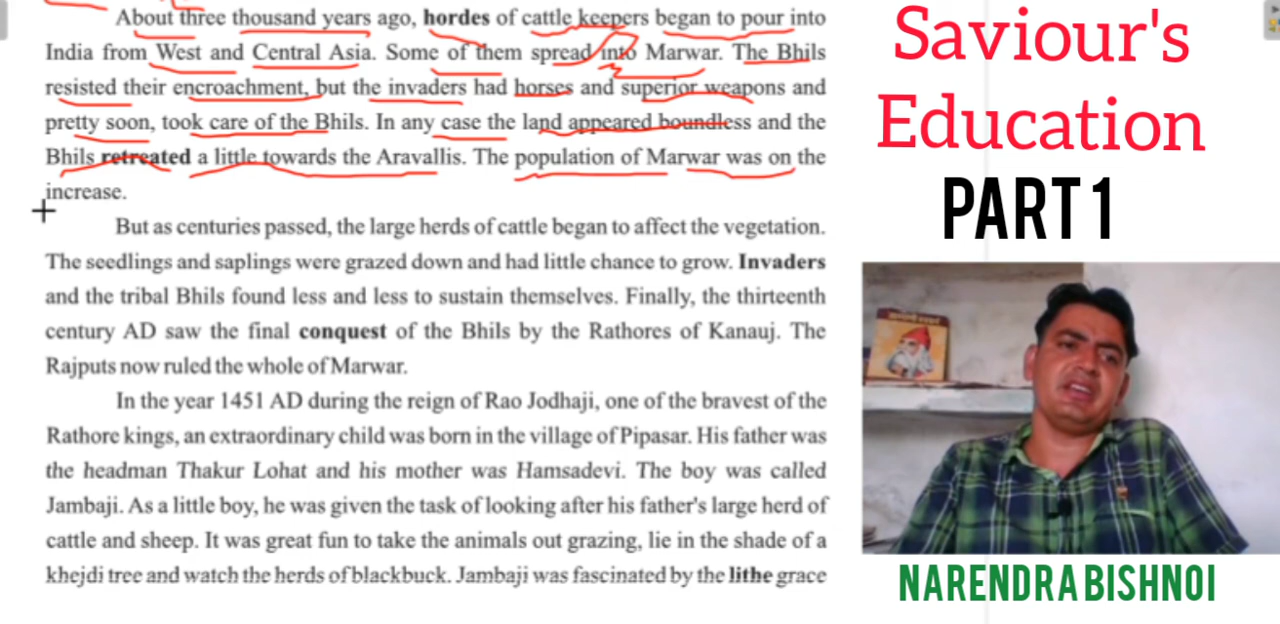 About three thousand years ago, hordes of cattle keepers began to pour into
India from West and Central Asia. Some of them spread into Marwar. The Bhils
resisted their encroachment, but the invaders had horses and superior weapons and
pretty soon, took care of the Bhils. In any case the land appeared boundless and the
Bhils retreated a little towards the Aravallis. The population of Marwar was on the
increase.
But as centuries passed, the large herds of cattle began to affect the vegetation.
The seedlings and saplings were grazed down and had little chance to grow. Invaders
and the tribal Bhils found less and less to sustain themselves. Finally, the thirteenth
century AD saw the final conquest of the Bhils by the Rathores of Kanauj. The
Rajputs now ruled the whole of Marwar.
In the year 1451 AD during the reign of Rao Jodhaji, one of the bravest of the
Rathore kings, an extraordinary child was born in the village of Pipasar. His father was
the headman Thakur Lohat and his mother was Hamsadevi. The boy was called
Jambaji. As a little boy, he was given the task of looking after his father's large herd of
cattle and sheep. It was great fun to take the animals out grazing, lie in the shade of a
khejdi tree and watch the herds of blackbuck. Jambaji was fascinated by the lithe grace
Saviour's
Education
PART 1
NARENDRA BISHNOI